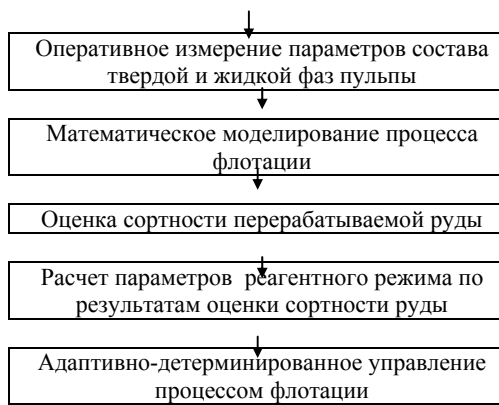 Оперативное измерение параметров состава
твердой и жидкой фаз пульпы
Математическое моделирование процесса
флотации
Оценка сортности перерабатываемой руды
Расчет параметров реагентного режима по
результатам оценки сортности руды
Адаптивно-детерминированное управление
процессом флотации